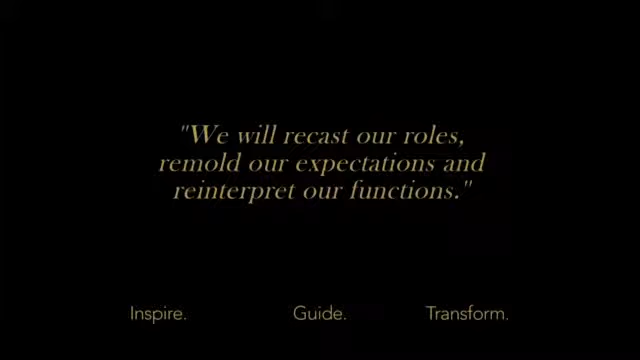 "We will recast our roles,
remold our expectations and
reinterpret our functions."
Inspire. Guide. Transform.